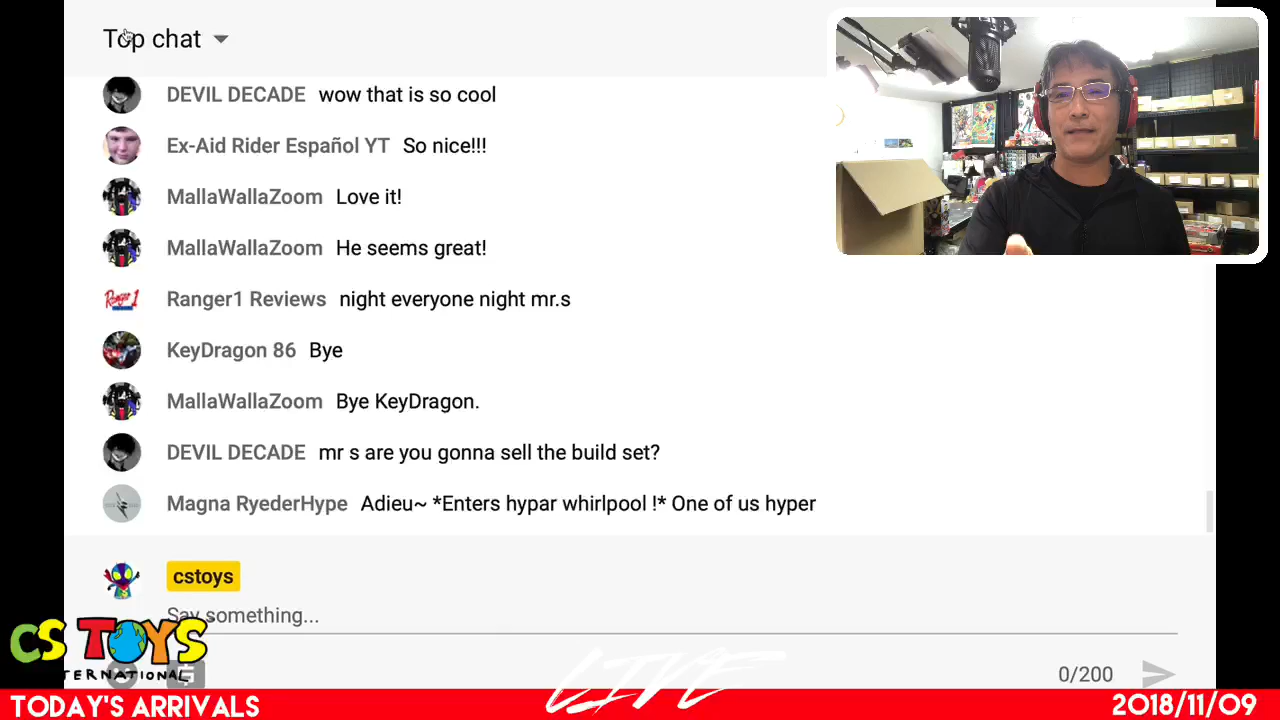 Top chat
DEVIL DECADE wow that is so cool
Ex-Aid Rider Español YT So nice!!!
MallaWallaZoom Love it!
MallaWallaZoom He seems great!
Ranger1 Reviews night everyone night mr.s
KeyDragon 86 Bye
MallaWallaZoom Bye KeyDragon.
DEVIL DECADE mr s are you gonna sell the build set?
Magna RyederHype Adieu~ *Enters hypar whirlpool !* One of us hyper
cstoys
Say something...
CS TOYS
0/200
LIVE
TODAY'S ARRIVALS
2018/11/09